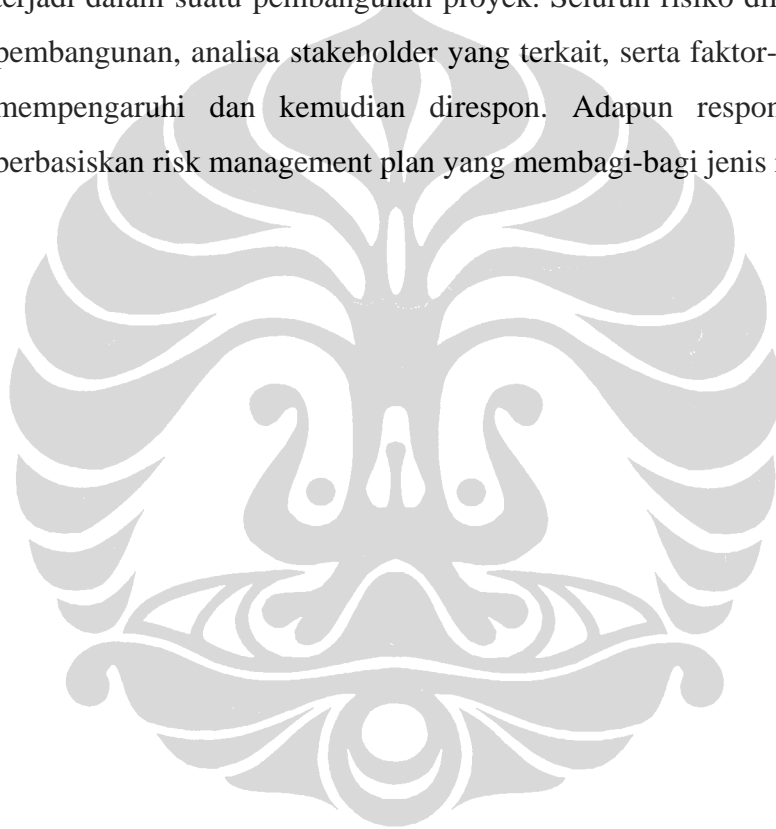 terjadi dalam suatu pembangunan proyek. Seluruh risiko
pembangunan, analisa stakeholder yang terkait, serta faktor-
mempengaruhi dan kemudian direspon. Adapun
berbasiskan risk management plan yang membagi-bagi jenis